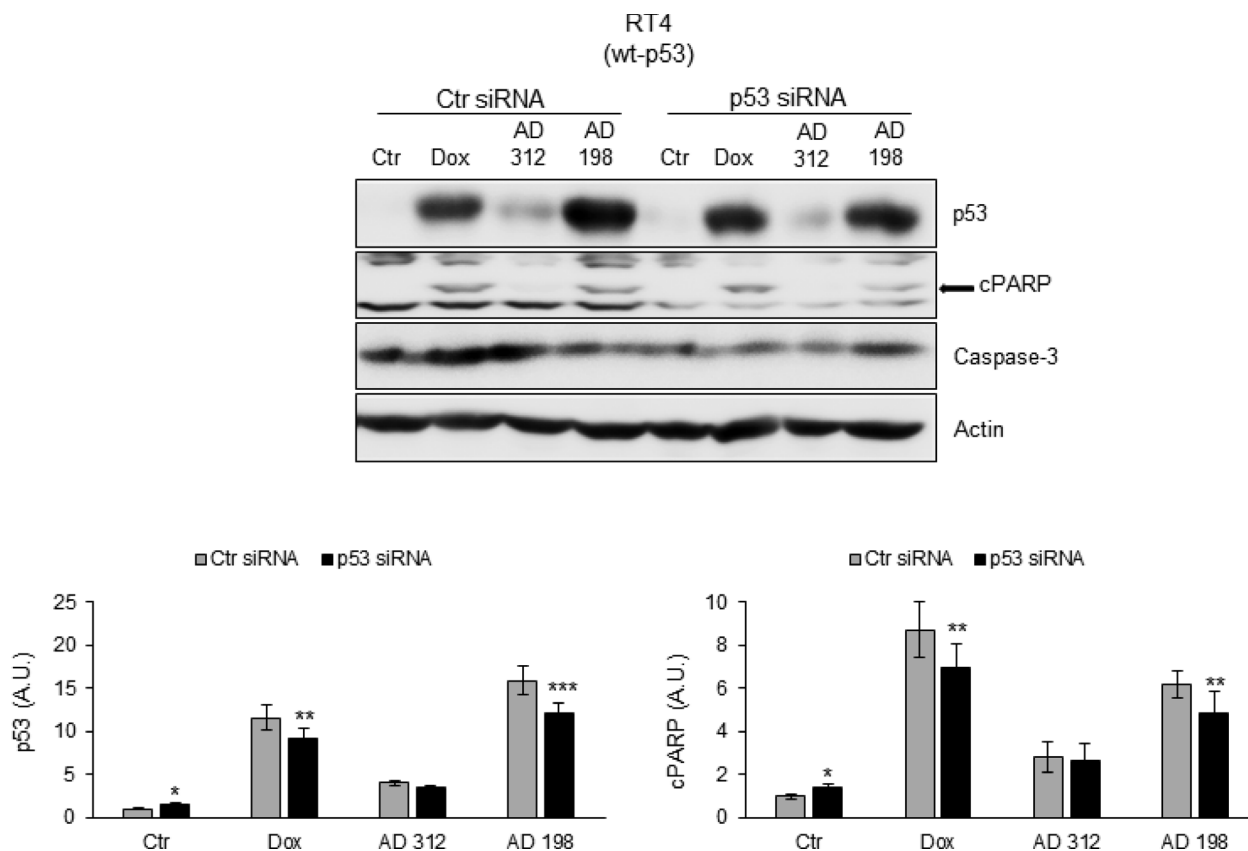 RT4
(wt-p53)
Ctr siRNA p53 siRNA
Ctr Dox AD 312 AD 198 Ctr Dox AD 312 AD 198
p53
cPARP
Caspase-3
Actin
Ctr siRNA p53 siRNA
p53 (A.U.)
25
20
15
10
5
0
* ** ***
Ctr Dox AD 312 AD 198
Ctr siRNA p53 siRNA
cPARP (A.U.)
10
8
6
4
2
0
* ** **
Ctr Dox AD 312 AD 198